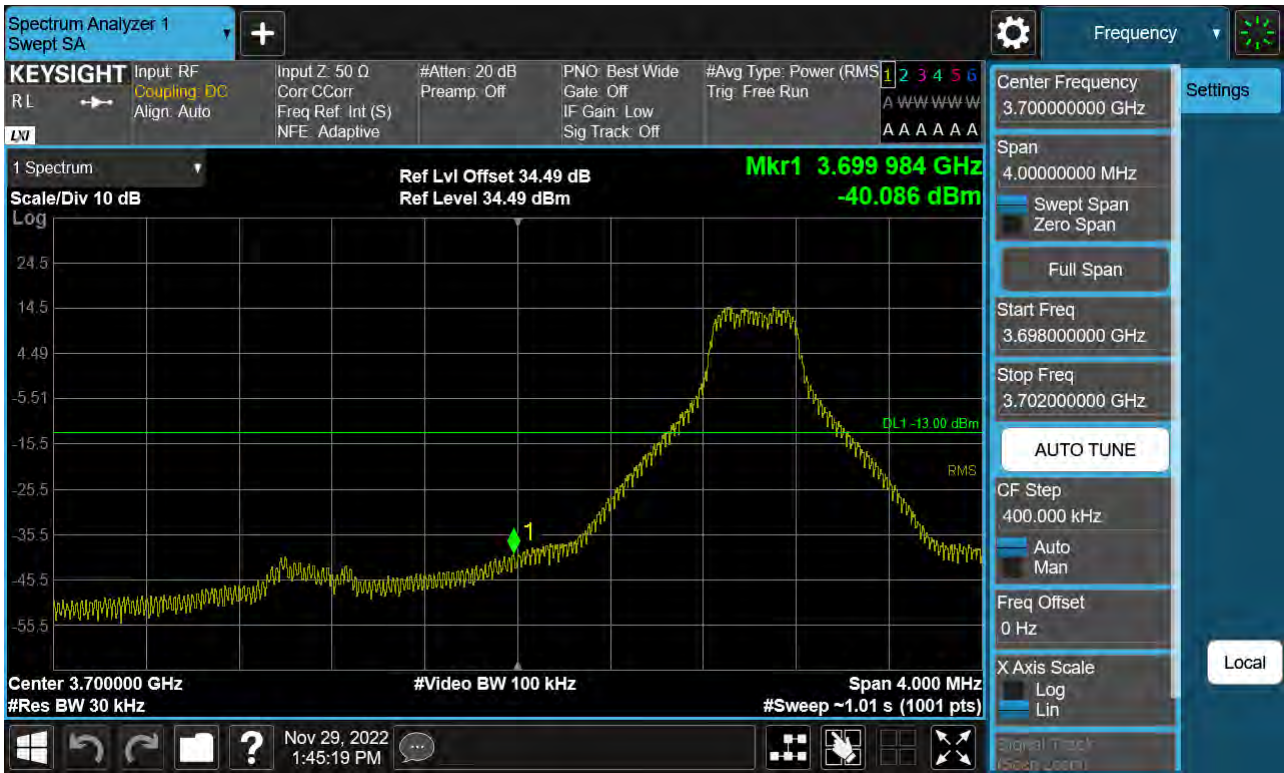 Spectrum Analyzer 1
Swept SA
Frequency
KEYSIGHT
RL
LXI
Input: RF
Coupling: DC
Align: Auto
Input Z: 50 Ω
Corr CCorr
Freq Ref: Int (S)
NFE: Adaptive
#Atten: 20 dB
Preamp: Off
PNO: Best Wide
Gate: Off
IF Gain: Low
Sig Track: Off
#Avg Type: Power (RMS
Trig: Free Run
1 2 3 4 5 6
A W W W W W
A A A A A A
1 Spectrum
Scale/Div 10 dB
Log
Ref Lvl Offset 34.49 dB
Ref Level 34.49 dBm
Mkr1 3.699 984 GHz
-40.086 dBm
24.5
14.5
4.49
-5.51
DL1 -13.00 dBm
-15.5
RMS
-25.5
-35.5
1
-45.5
-55.5
Center 3.700000 GHz
#Res BW 30 kHz
#Video BW 100 kHz
Span 4.000 MHz
#Sweep ~1.01 s (1001 pts)
Center Frequency
3.700000000 GHz
Settings
Span
4.00000000 MHz
Swept Span
Zero Span
Full Span
Start Freq
3.698000000 GHz
Stop Freq
3.702000000 GHz
AUTO TUNE
CF Step
400.000 kHz
Auto
Man
Freq Offset
0 Hz
X Axis Scale
Log
Lin
Signal Track
(Span Zoom)
Local
?
Nov 29, 2022
1:45:19 PM